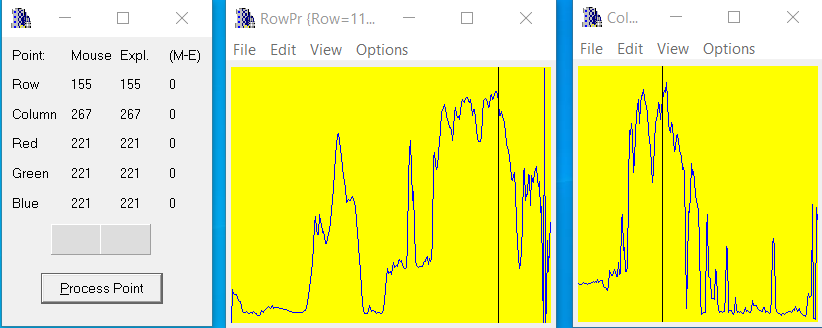 Point: Mouse Expl. (M-E)
Row 155 155 0
Column 267 267 0
Red 221 221 0
Green 221 221 0
Blue 221 221 0
Process Point
RowPr {Row=11...
File Edit View Options
Col...
File Edit View Options